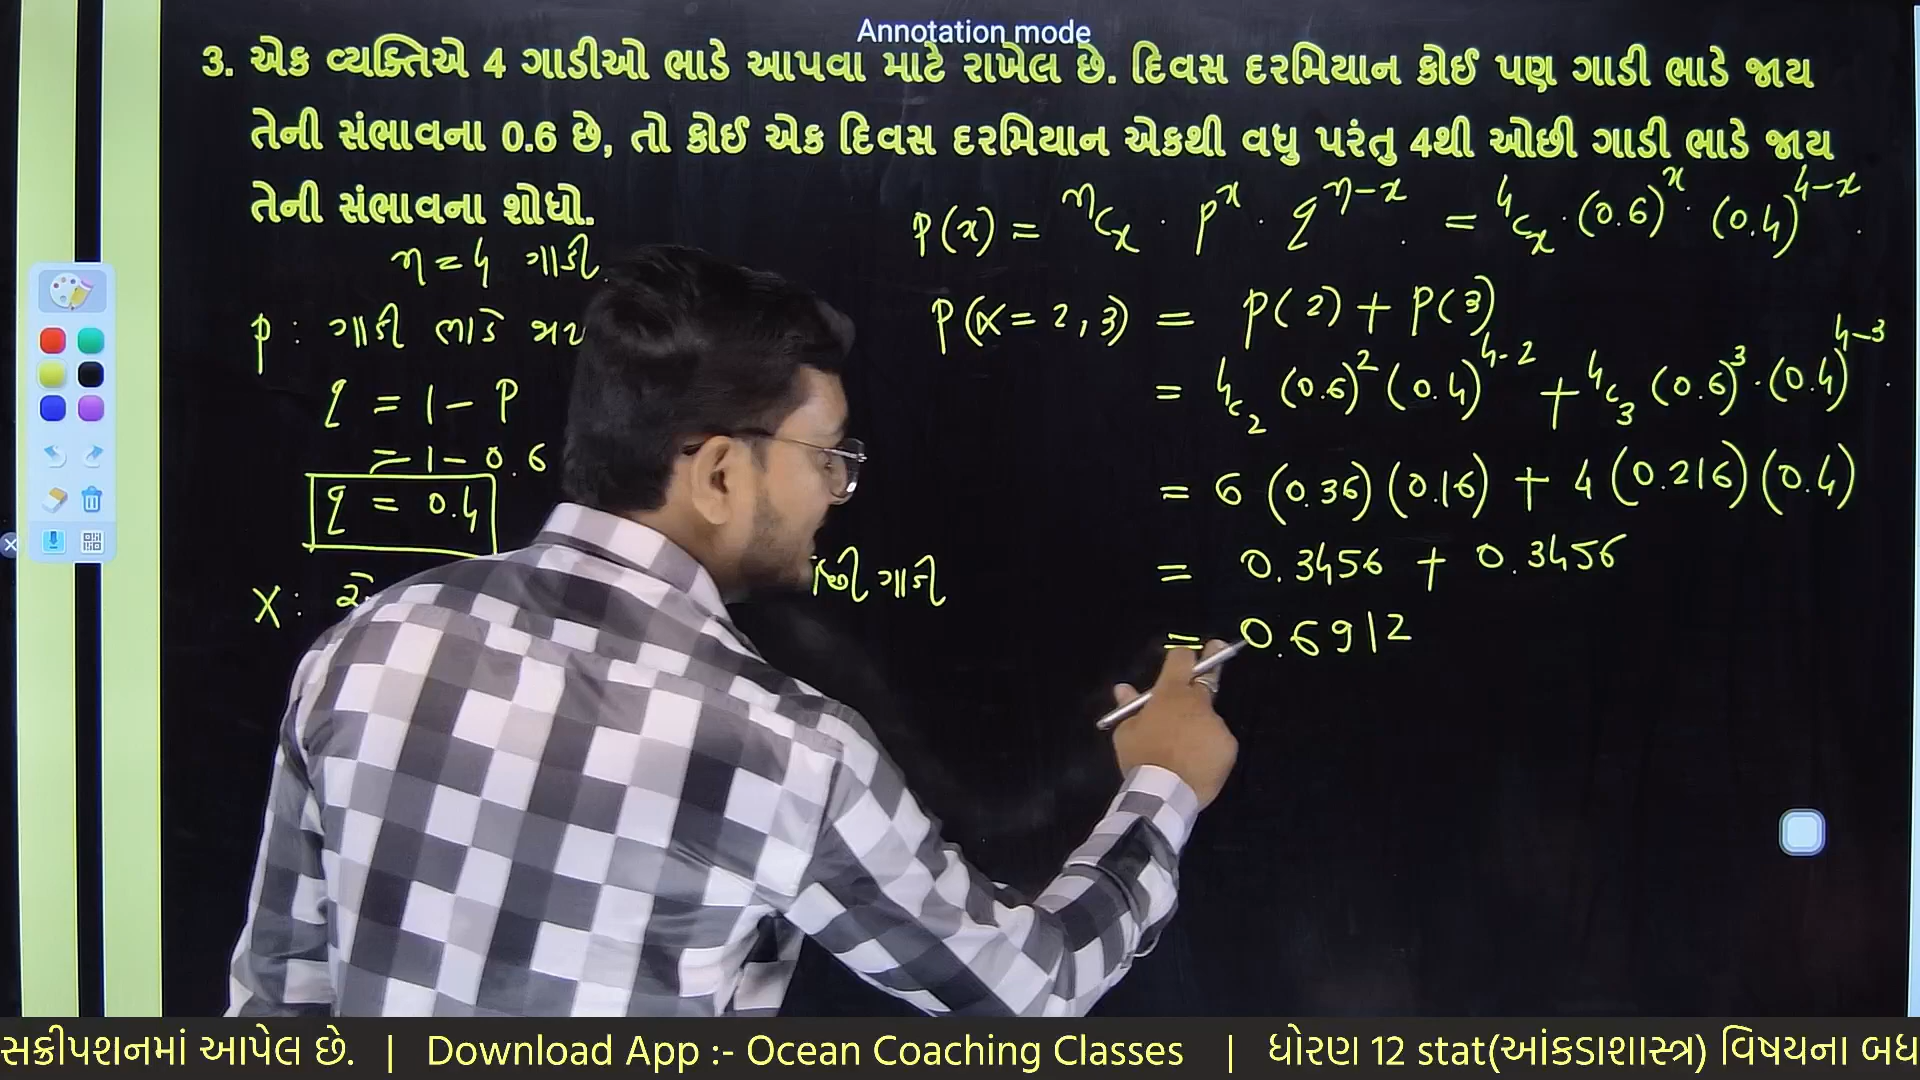 Annotation mode
3. એક વ્યક્તિએ 4 ગાડીઓ ભાડે આપવા માટે રાખેલ છે. દિવસ દરમિયાન કોઈ પણ ગાડી ભાડે જાય
તેની સંભાવના 0.6 છે, તો કોઈ એક દિવસ દરમિયાન એકથી વધુ પરંતુ 4થી ઓછી ગાડી ભાડે જાય
તેની સંભાવના શોધો.
n = 4 ગાડી.
p : ગાડી ભાડે
q = 1 - P
= 1 - 0.6
q = 0.4
X :
ગાડી
P(x) = ⁿCₓ · pˣ · qⁿ⁻ˣ. = ⁴Cₓ · (0.6)ˣ · (0.4)⁴⁻ˣ.
P(X = 2, 3) = P(2) + P(3)
= ⁴C₂ (0.6)² (0.4)⁴⁻² + ⁴C₃ (0.6)³ · (0.4)⁴⁻³.
= 6 (0.36) (0.16) + 4 (0.216) (0.4)
= 0.3456 + 0.3456
= 0.6912
સક્રીપશનમાં આપેલ છે. | Download App :- Ocean Coaching Classes | ધોરણ 12 stat(આંકડાશાસ્ત્ર) વિષયના બધ